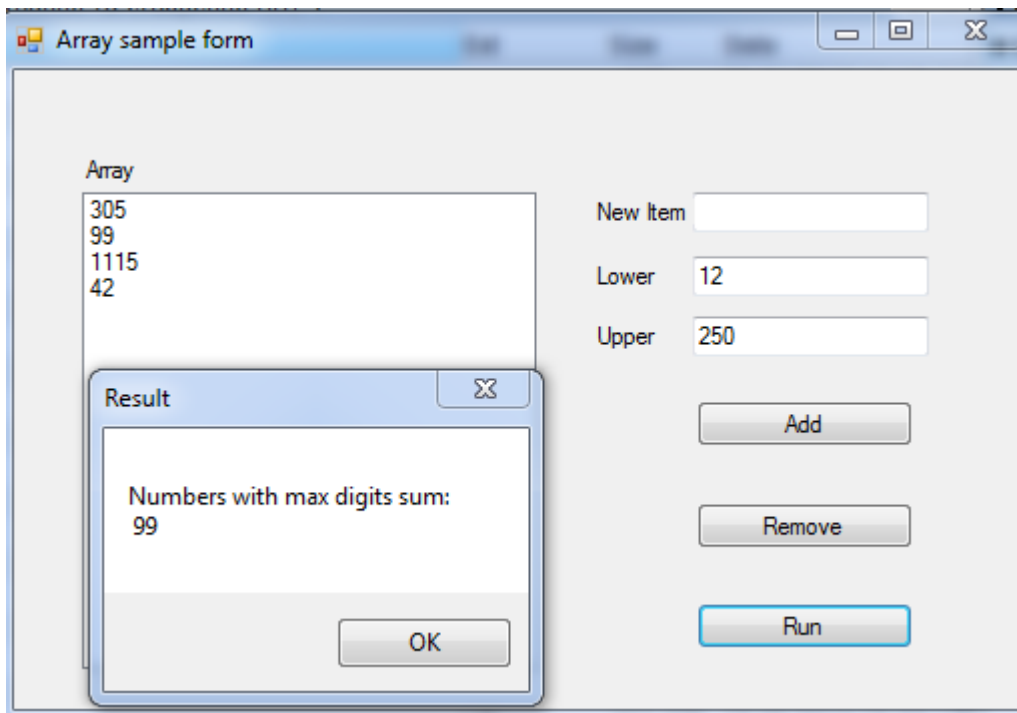 Array sample form
Array
305
99
1115
42
New Item
Lower 12
Upper 250
Add
Remove
Run
Result
Numbers with max digits sum:
99
OK